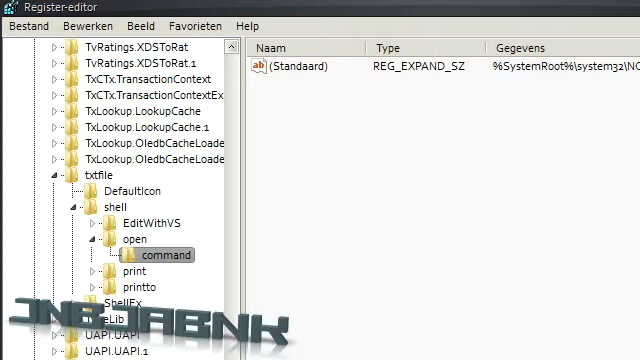 Register-editor
Bestand Bewerken Beeld Favorieten Help
TvRatings.XDSToRat
TvRatings.XDSToRat.1
TxCTx.TransactionContext
TxCTx.TransactionContextEx
TxLookup.LookupCache
TxLookup.LookupCache.1
TxLookup.OledbCacheLoade
TxLookup.OledbCacheLoade
txtfile
DefaultIcon
shell
EditWithVS
open
command
print
printto
ShellEx
eLib
UAPI.UAPI
UAPI.UAPI.1
Naam Type Gegevens
ab (Standaard) REG_EXPAND_SZ %SystemRoot%\system32\NO
JNBJABNK